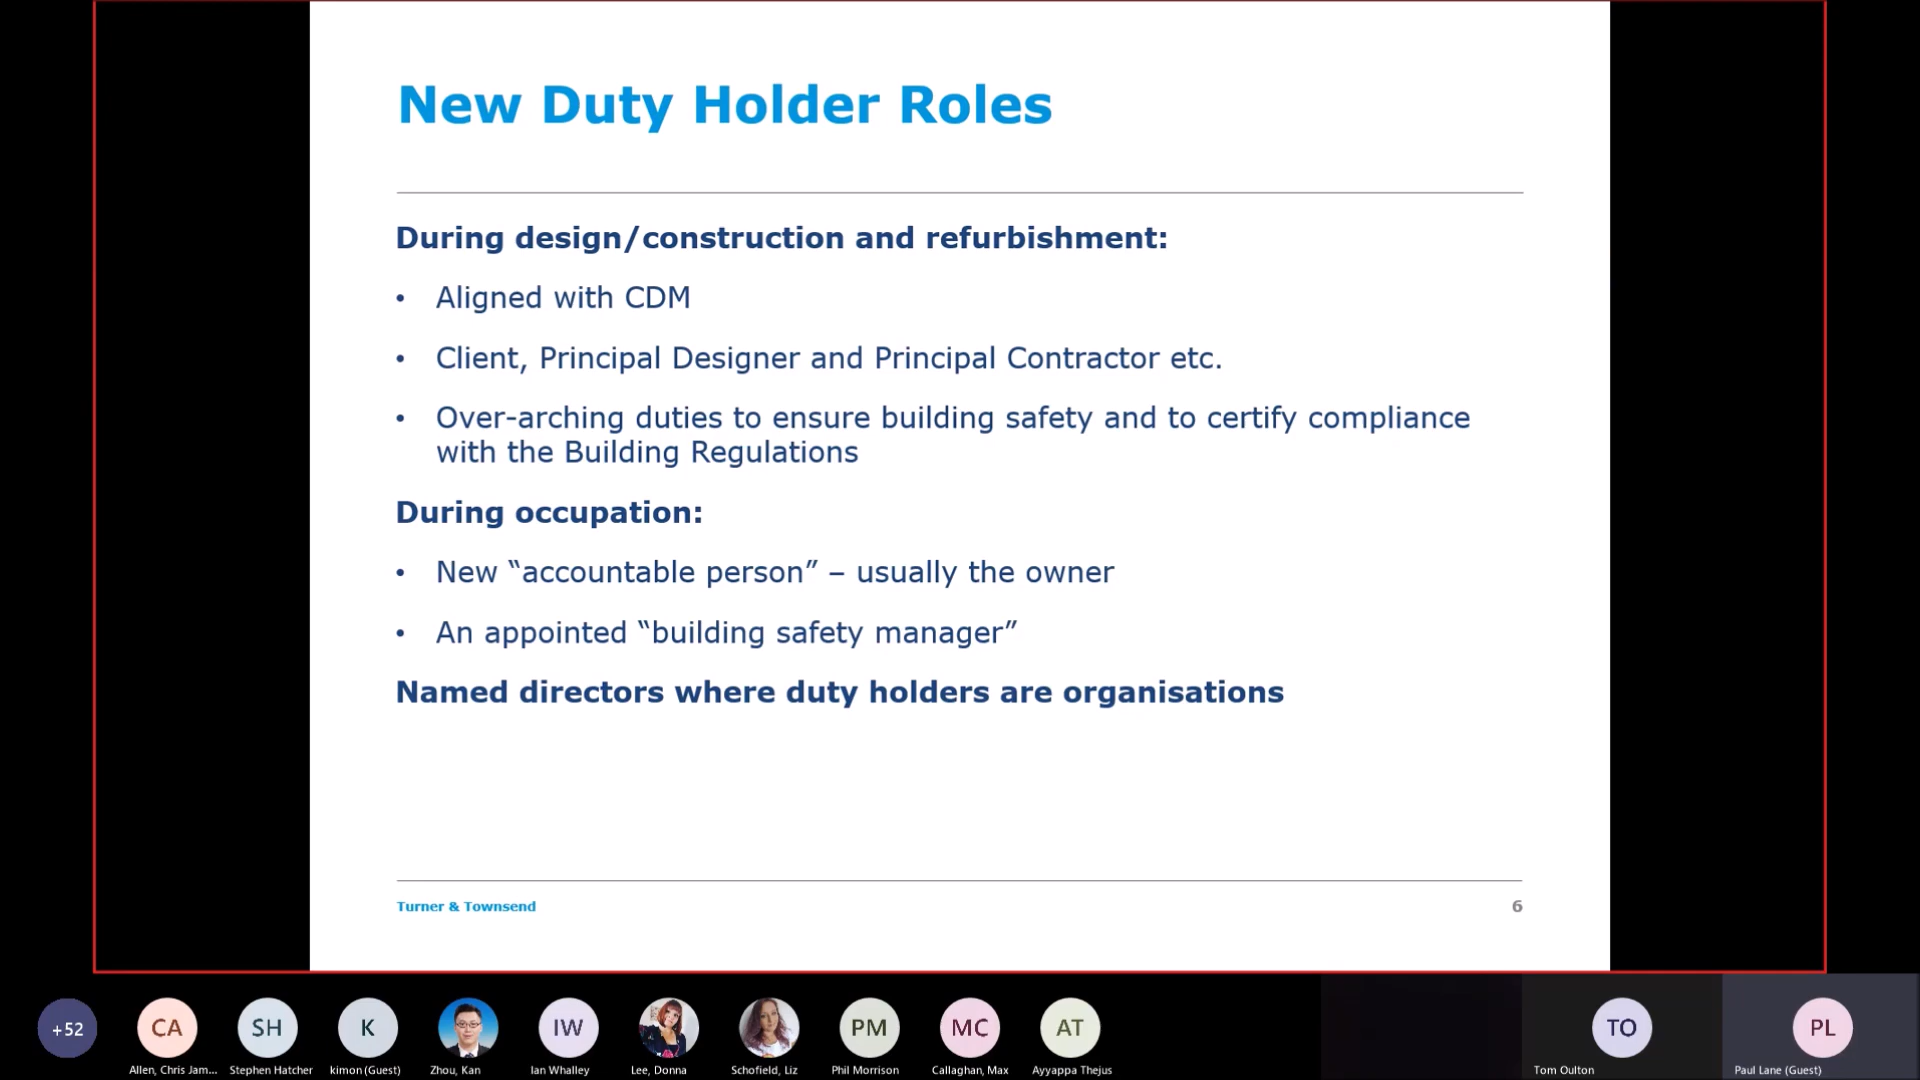 New Duty Holder Roles
During design/construction and refurbishment:
• Aligned with CDM
• Client, Principal Designer and Principal Contractor etc.
• Over-arching duties to ensure building safety and to certify compliance
with the Building Regulations
During occupation:
• New “accountable person” – usually the owner
• An appointed “building safety manager”
Named directors where duty holders are organisations
Turner & Townsend
6
+52
CA
SH
K
IW
PM
MC
AT
TO
PL
Allen, Chris Jam...
Stephen Hatcher
kimon (Guest)
Zhou, Kan
Ian Whalley
Lee, Donna
Schofield, Liz
Phil Morrison
Callaghan, Max
Ayyappa Thejus
Tom Oulton
Paul Lane (Guest)